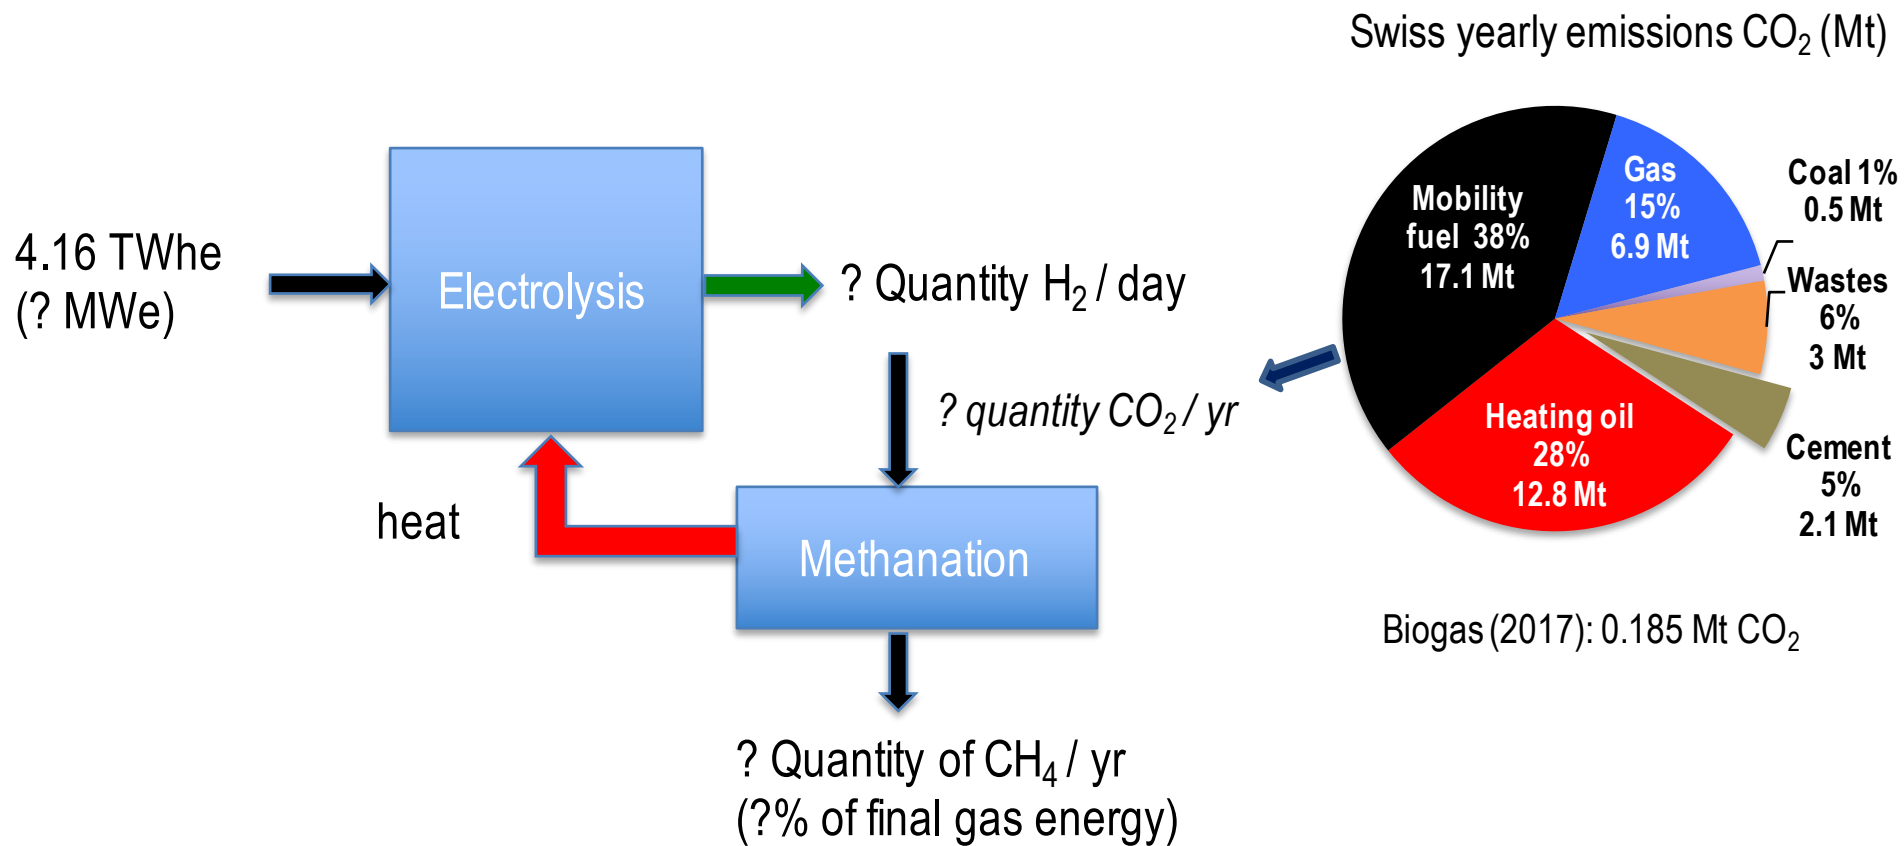 Swiss yearly emissions CO₂ (Mt)
4.16 TWhe
(? MWe)
Electrolysis
? Quantity H₂ / day
? quantity CO₂ / yr
heat
Methanation
? Quantity of CH₄ / yr
(?% of final gas energy)
Mobility
fuel 38%
17.1 Mt
Gas
15%
6.9 Mt
Coal 1%
0.5 Mt
Wastes
6%
3 Mt
Cement
5%
2.1 Mt
Heating oil
28%
12.8 Mt
Biogas (2017): 0.185 Mt CO₂